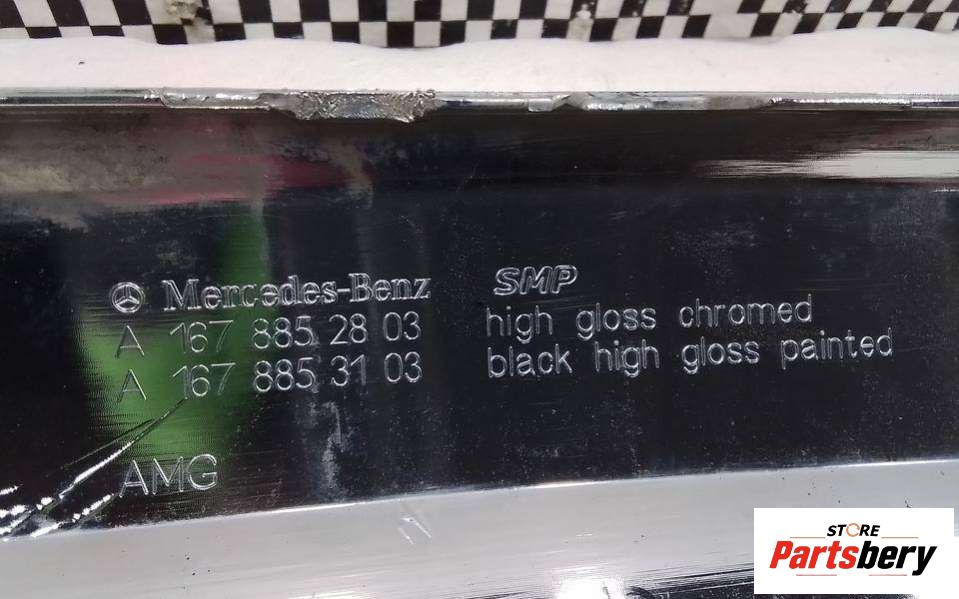 Mercedes-Benz
A 167 885 28 03
A 167 885 31 03
AMG
SMP
high gloss chromed
black high gloss painted
STORE
Partsbery